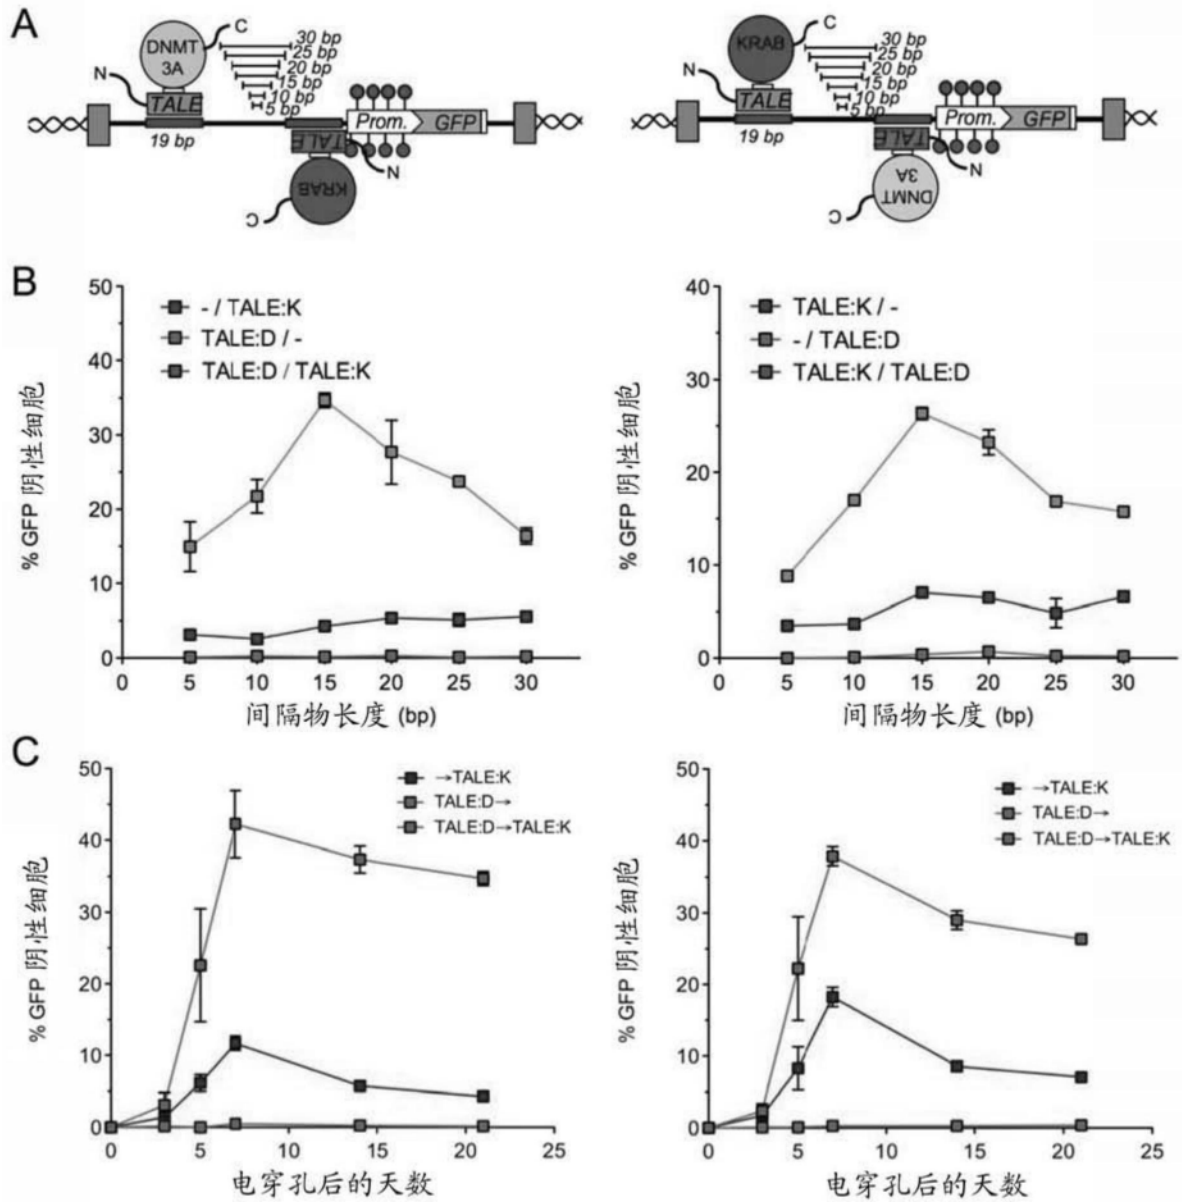 A
DNMT
3A
C
N
TALE
19 bp
30 bp
25 bp
20 bp
15 bp
10 bp
5 bp
Prom.
GFP
TALE
N
KRAB
C
KRAB
C
N
TALE
19 bp
30 bp
25 bp
20 bp
15 bp
10 bp
5 bp
Prom.
GFP
TALE
N
DNMT
3A
C
B
% GFP 阴性细胞
50
40
30
20
10
0
- / TALE:K
TALE:D / -
TALE:D / TALE:K
0 5 10 15 20 25 30
间隔物长度 (bp)
% GFP 阴性细胞
40
30
20
10
0
TALE:K / -
- / TALE:D
TALE:K / TALE:D
0 5 10 15 20 25 30
间隔物长度 (bp)
C
% GFP 阴性细胞
50
40
30
20
10
0
→TALE:K
TALE:D→
TALE:D→TALE:K
0 5 10 15 20 25
电穿孔后的天数
% GFP 阴性细胞
50
40
30
20
10
0
→TALE:K
TALE:D→
TALE:D→TALE:K
0 5 10 15 20 25
电穿孔后的天数